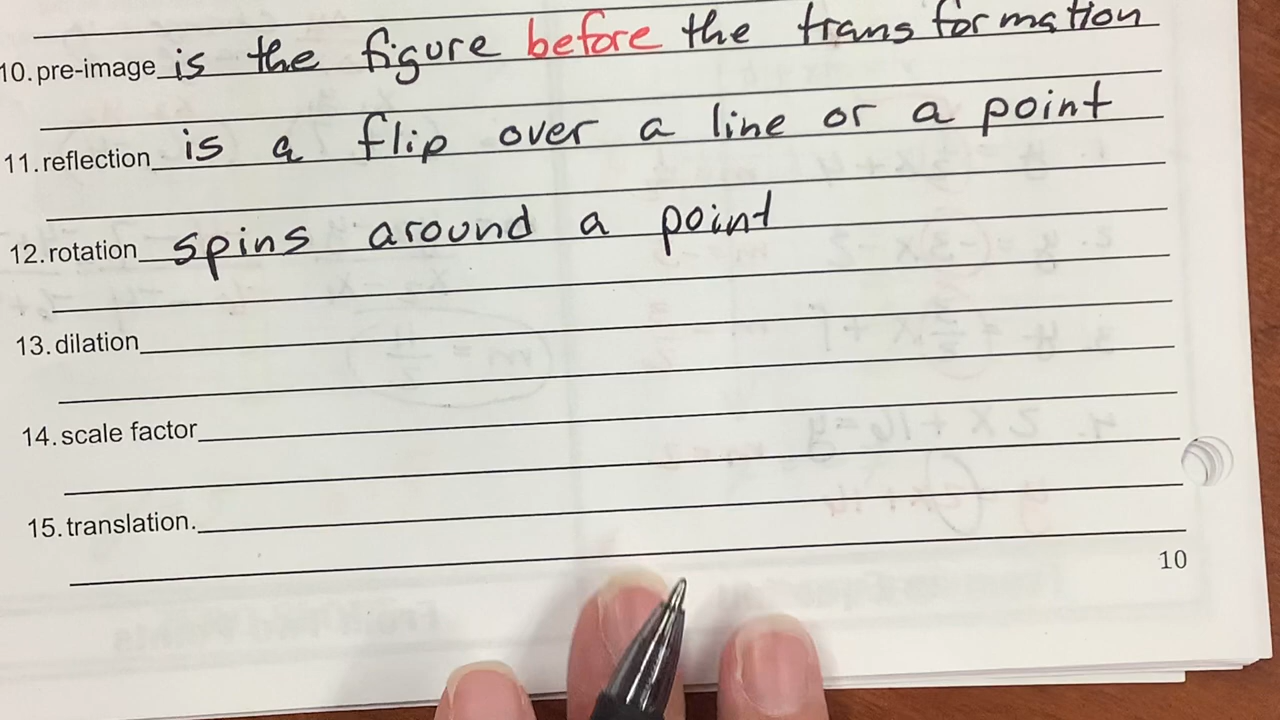 10. pre-image is the figure before the transformation
11. reflection is a flip over a line or a point
12. rotation spins around a point
13. dilation
14. scale factor
15. translation.
10